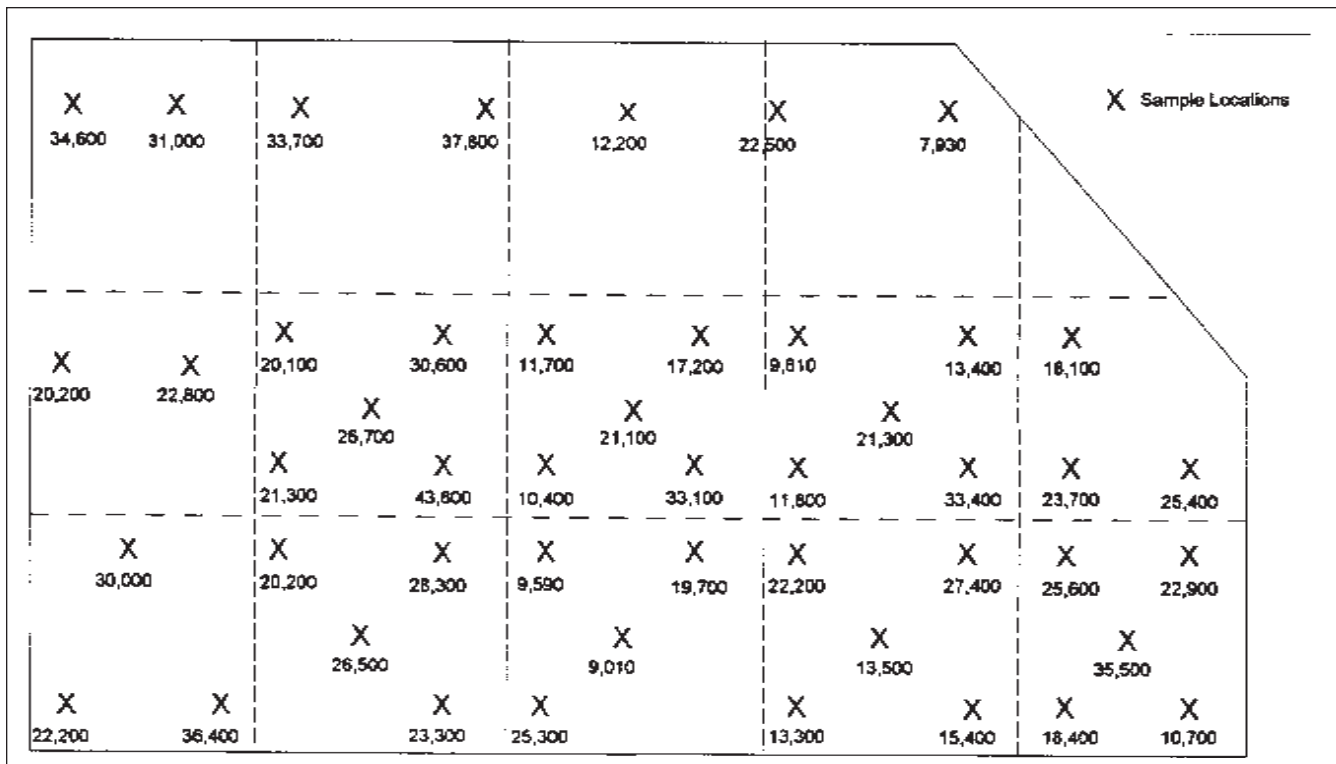 X Sample Locations
X X X X X X X
34,600 31,000 33,700 37,800 12,200 22,500 7,930
X X X X X X X
20,100 30,600 11,700 17,200 9,810 13,400 18,100
X X
20,200 22,800
X X X
26,700 21,100 21,300
X X X X X X X X
21,300 43,600 10,400 33,100 11,800 33,400 23,700 25,400
X X X X X X X X X
30,000 20,200 28,300 9,590 19,700 22,200 27,400 25,600 22,900
X X X X
26,500 9,010 13,500 35,500
X X X X X X X X
22,200 36,400 23,300 25,300 13,300 15,400 18,400 10,700